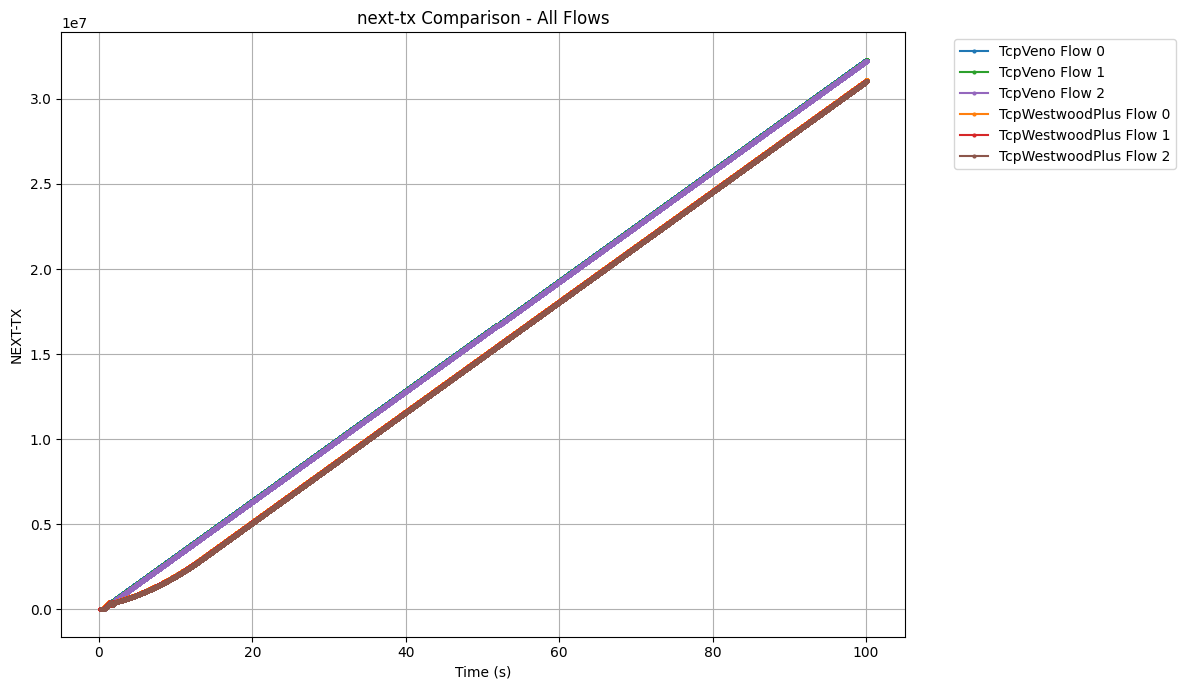 next-tx Comparison - All Flows
1e7
3.0
2.5
2.0
1.5
1.0
0.5
0.0
NEXT-TX
0 20 40 60 80 100
Time (s)
TcpVeno Flow 0
TcpVeno Flow 1
TcpVeno Flow 2
TcpWestwoodPlus Flow 0
TcpWestwoodPlus Flow 1
TcpWestwoodPlus Flow 2